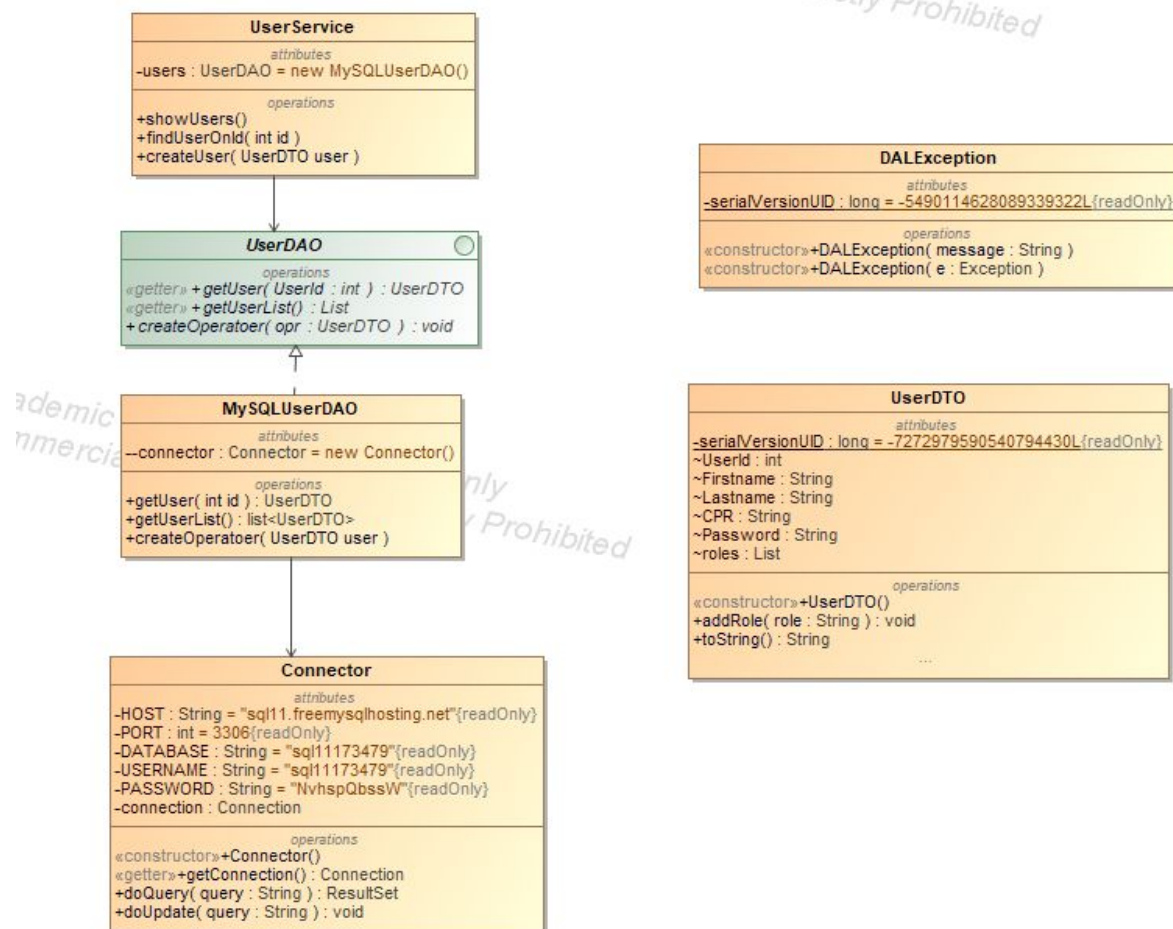 Prohibited
UserService
attributes
-users : UserDAO = new MySQLUserDAO()
operations
+showUsers()
+findUserOnId( int id )
+createUser( UserDTO user )
UserDAO
operations
«getter» +getUser( UserId : int ) : UserDTO
«getter» +getUserList() : List
+createOperatoer( opr : UserDTO ) : void
MySQLUserDAO
attributes
--connector : Connector = new Connector()
operations
+getUser( int id ) : UserDTO
+getUserList() : list<UserDTO>
+createOperatoer( UserDTO user )
Prohibited
Connector
attributes
-HOST : String = "sql11.freemysqlhosting.net"{readOnly}
-PORT : int = 3306{readOnly}
-DATABASE : String = "sql11173479"{readOnly}
-USERNAME : String = "sql11173479"{readOnly}
-PASSWORD : String = "NvhspQbssW"{readOnly}
-connection : Connection
operations
«constructor»+Connector()
«getter»+getConnection() : Connection
+doQuery( query : String ) : ResultSet
+doUpdate( query : String ) : void
DALException
attributes
-serialVersionUID : long = -5490114628089339322L{readOnly}
operations
«constructor»+DALException( message : String )
«constructor»+DALException( e : Exception )
UserDTO
attributes
-serialVersionUID : long = -7272979590540794430L{readOnly}
~UserId : int
~Firstname : String
~Lastname : String
~CPR : String
~Password : String
~roles : List
operations
«constructor»+UserDTO()
+addRole( role : String ) : void
+toString() : String
...